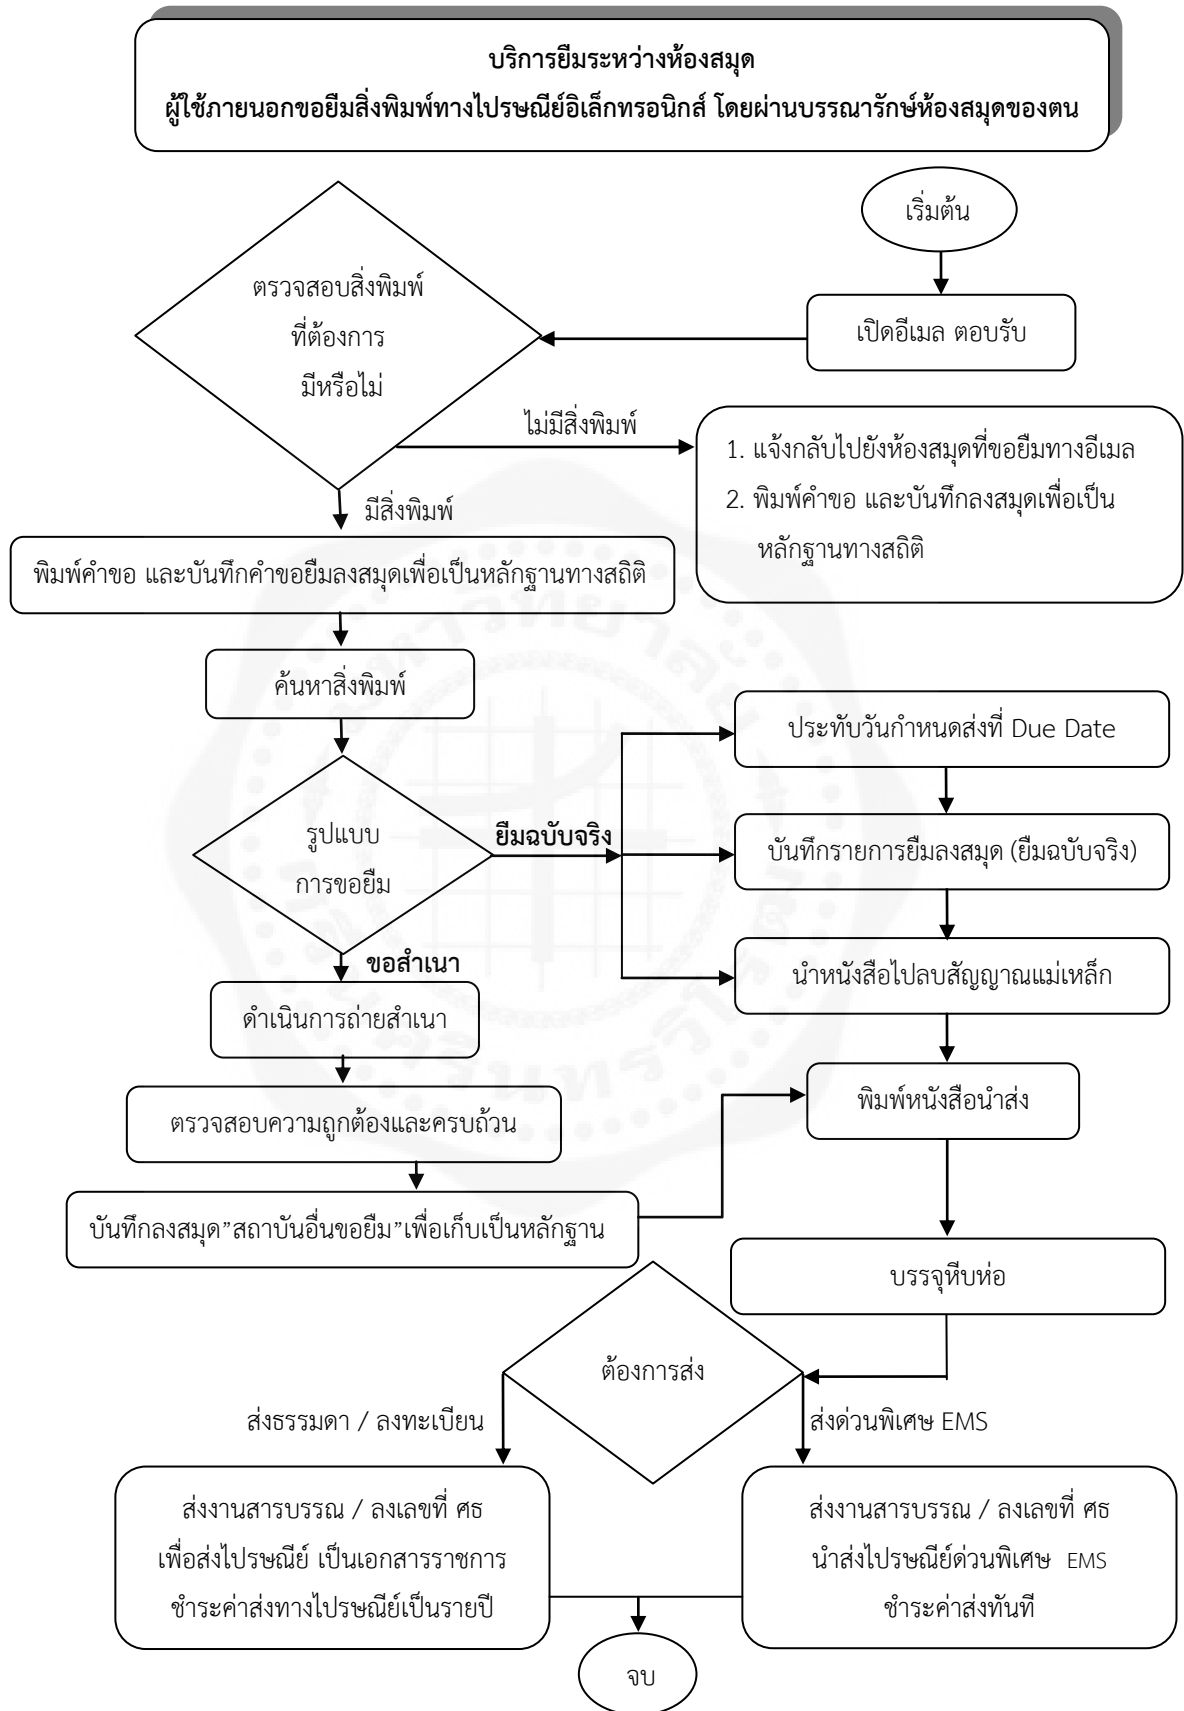 บริการยืมระหว่างห้องสมุด
ผู้ใช้ภายนอกขอยืมสิ่งพิมพ์ทางไปรษณีย์อิเล็กทรอนิกส์ โดยผ่านบรรณารักษ์ห้องสมุดของตน
เริ่มต้น
เปิดอีเมล ตอบรับ
ตรวจสอบสิ่งพิมพ์
ที่ต้องการ
มีหรือไม่
ไม่มีสิ่งพิมพ์
1. แจ้งกลับไปยังห้องสมุดที่ขอยืมทางอีเมล
2. พิมพ์คำขอ และบันทึกลงสมุดเพื่อเป็น
หลักฐานทางสถิติ
มีสิ่งพิมพ์
พิมพ์คำขอ และบันทึกคำขอยืมลงสมุดเพื่อเป็นหลักฐานทางสถิติ
ค้นหาสิ่งพิมพ์
รูปแบบ
การขอยืม
ยืมฉบับจริง
ประทับวันกำหนดส่งที่ Due Date
บันทึกรายการยืมลงสมุด (ยืมฉบับจริง)
นำหนังสือไปลบสัญญาณแม่เหล็ก
ขอสำเนา
ดำเนินการถ่ายสำเนา
ตรวจสอบความถูกต้องและครบถ้วน
บันทึกลงสมุด”สถาบันอื่นขอยืม”เพื่อเก็บเป็นหลักฐาน
พิมพ์หนังสือนำส่ง
บรรจุหีบห่อ
ต้องการส่ง
ส่งธรรมดา / ลงทะเบียน
ส่งด่วนพิเศษ EMS
ส่งงานสารบรรณ / ลงเลขที่ ศธ
เพื่อส่งไปรษณีย์ เป็นเอกสารราชการ
ชำระค่าส่งทางไปรษณีย์เป็นรายปี
ส่งงานสารบรรณ / ลงเลขที่ ศธ
นำส่งไปรษณีย์ด่วนพิเศษ EMS
ชำระค่าส่งทันที
จบ